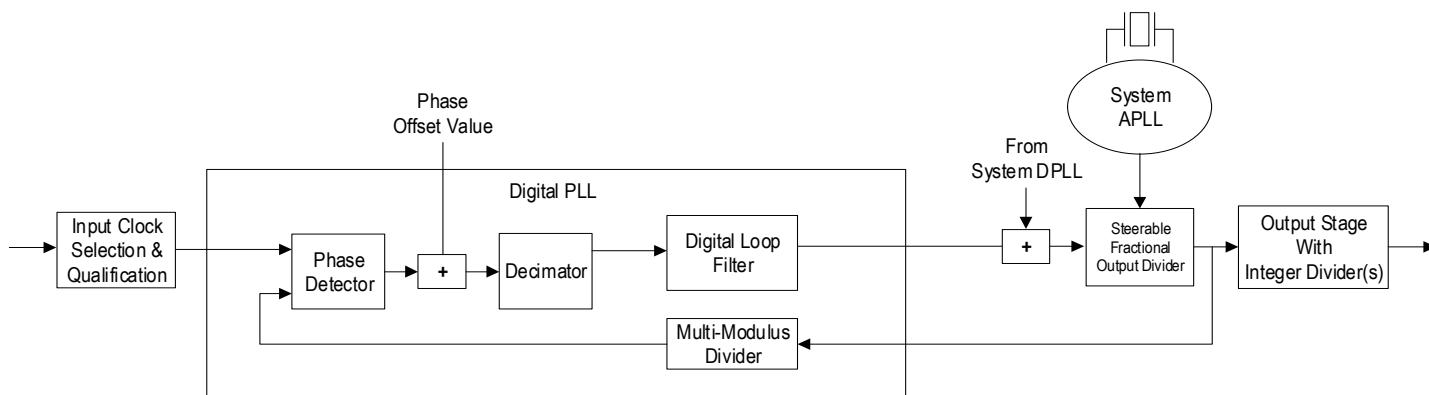 System
APLL
Phase
Offset Value
From
System DPLL
Digital PLL
Input Clock
Selection &
Qualification
Phase
Detector
+
Decimator
Digital Loop
Filter
+
Steerable
Fractional
Output Divider
Output Stage
With
Integer Divider(s)
Multi-Modulus
Divider